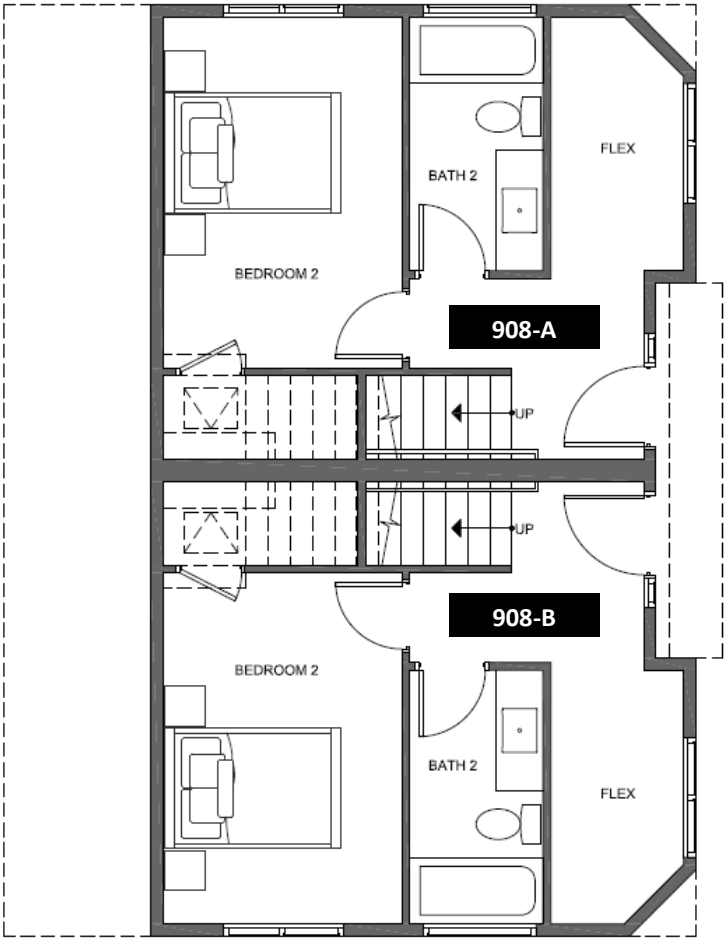 FLEX
BATH 2
BEDROOM 2
908-A
UP
UP
908-B
BEDROOM 2
BATH 2
FLEX